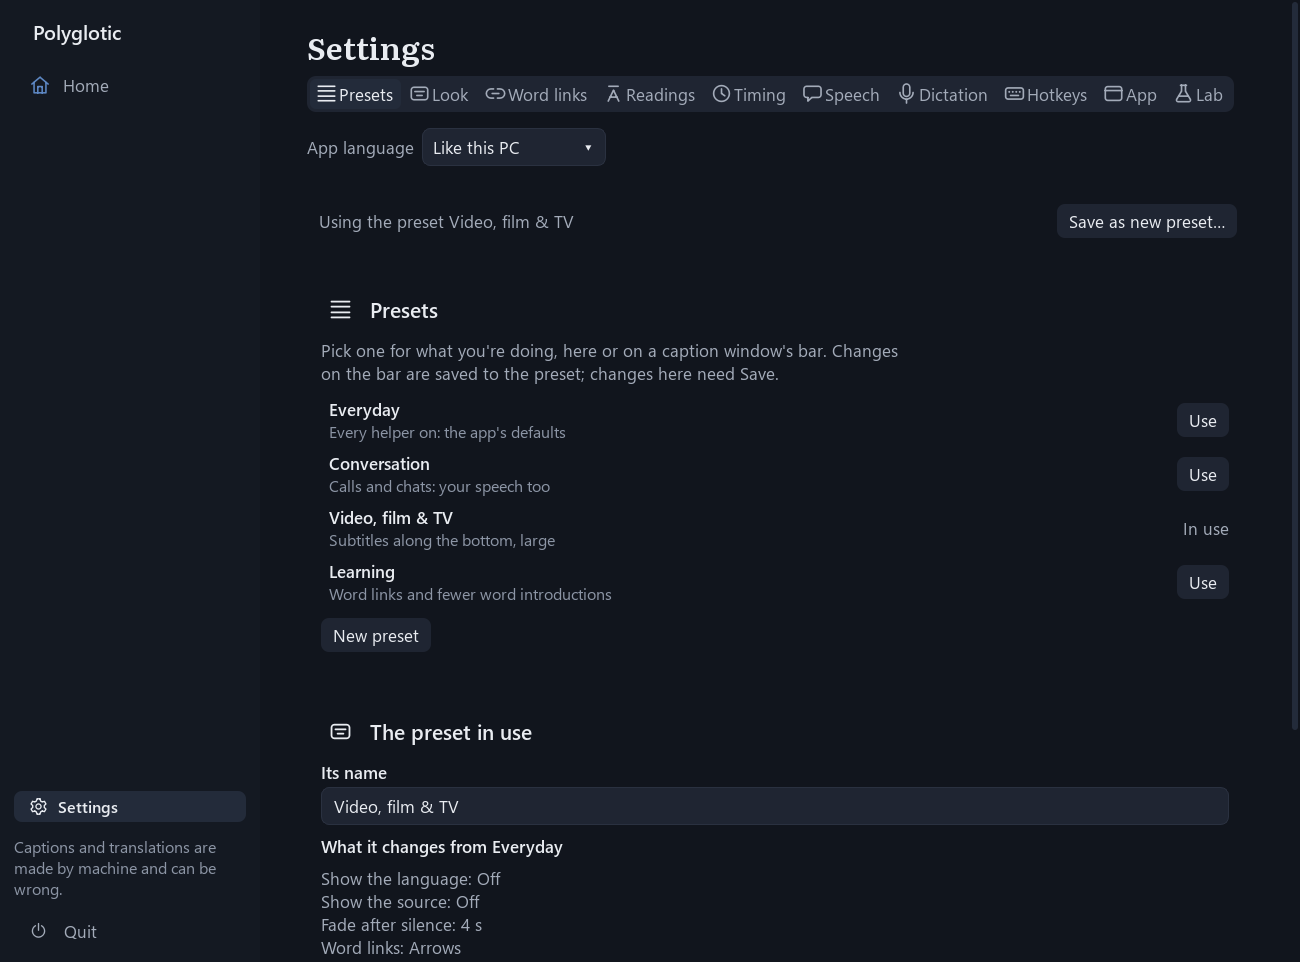 Polyglotic
Home
Settings
Captions and translations are
made by machine and can be
wrong.
Quit
Settings
Presets
Look
Word links
Readings
Timing
Speech
Dictation
Hotkeys
App
Lab
App language
Like this PC
Using the preset Video, film & TV
Save as new preset...
Presets
Pick one for what you're doing, here or on a caption window's bar. Changes
on the bar are saved to the preset; changes here need Save.
Everyday
Every helper on: the app's defaults
Use
Conversation
Calls and chats: your speech too
Use
Video, film & TV
Subtitles along the bottom, large
In use
Learning
Word links and fewer word introductions
Use
New preset
The preset in use
Its name
Video, film & TV
What it changes from Everyday
Show the language: Off
Show the source: Off
Fade after silence: 4 s
Word links: Arrows